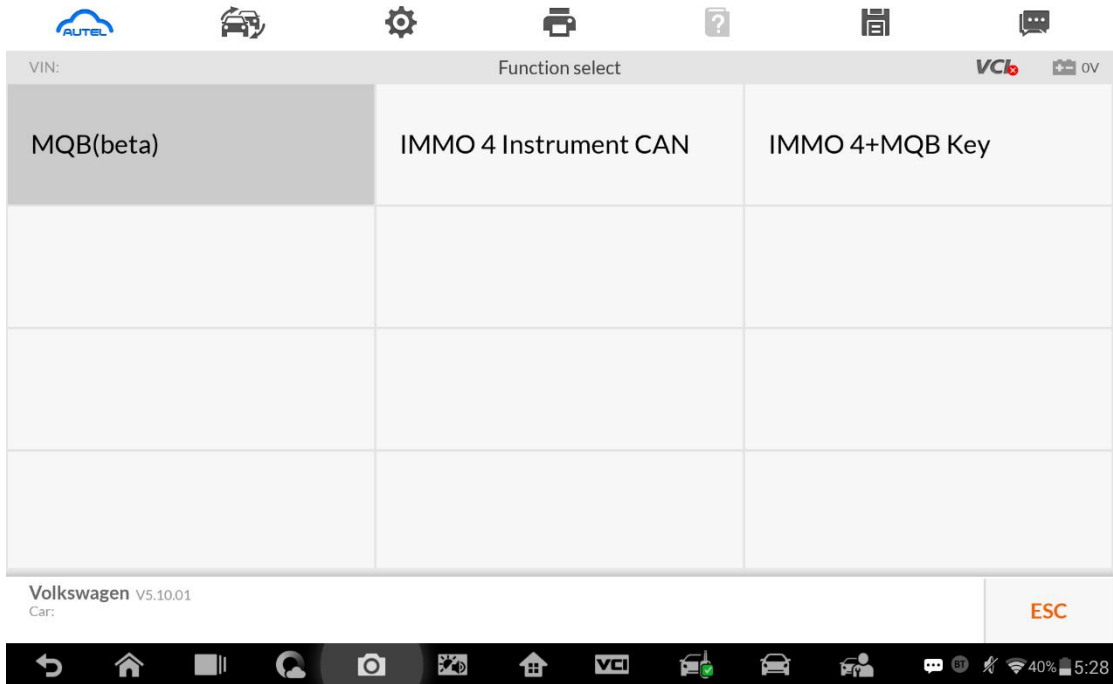 AUTEL
VIN: Function select VCI 0V
MQB(beta) IMMO 4 Instrument CAN IMMO 4+MQB Key
Volkswagen V5.10.01
Car:
ESC
VCI BT 40% 5:28